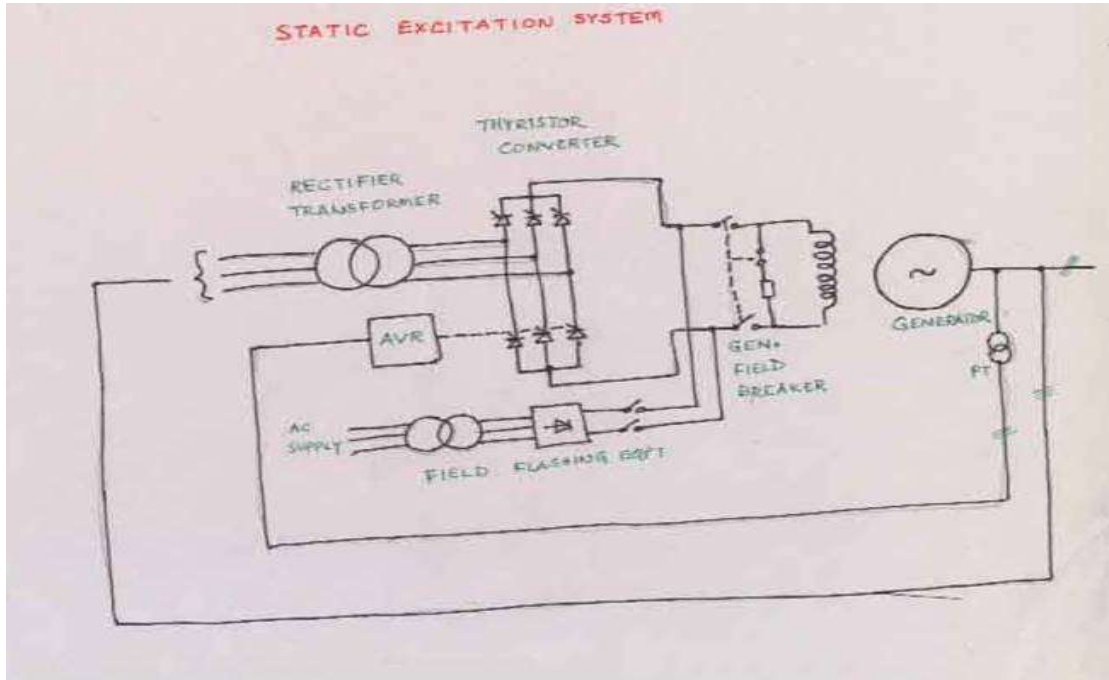 STATIC EXCITATION SYSTEM
THYRISTOR
CONVERTER
RECTIFIER
TRANSFORMER
AVR
GENERATOR
GEN.
FIELD
BREAKER
PT
AC
SUPPLY
FIELD FLASHING EQPT
~